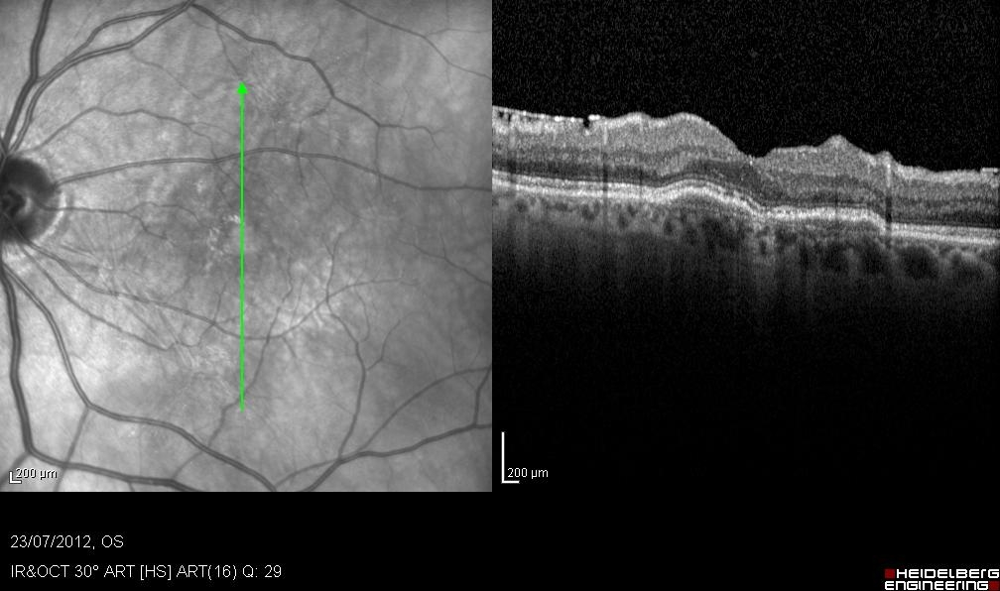 200 µm
200 µm
23/07/2012, OS
IR&OCT 30° ART [HS] ART(16) Q: 29
HEIDELBERG
ENGINEERING